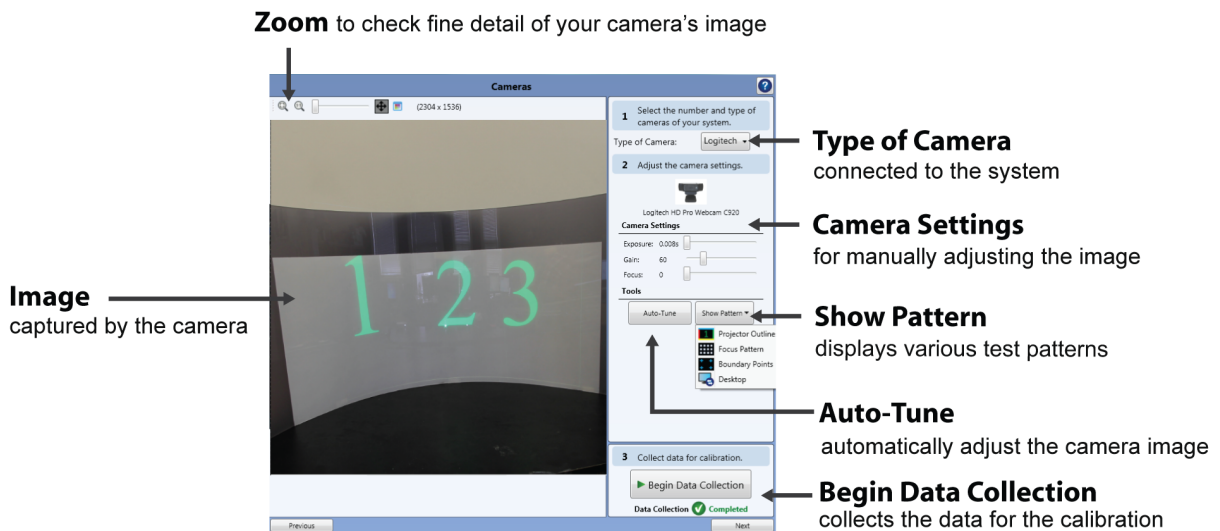 Zoom to check fine detail of your camera's image
Cameras
(2304 x 1536)
1 Select the number and type of
cameras of your system.
Type of Camera: Logitech
2 Adjust the camera settings.
Logitech HD Pro Webcam C920
Camera Settings
Exposure: 0.008s
Gain: 60
Focus: 0
Tools
Auto-Tune Show Pattern
1 Projector Outline
Focus Pattern
Boundary Points
Desktop
3 Collect data for calibration.
Begin Data Collection
Data Collection Completed
Previous Next
1 2 3
Image
captured by the camera
Type of Camera
connected to the system
Camera Settings
for manually adjusting the image
Show Pattern
displays various test patterns
Auto-Tune
automatically adjust the camera image
Begin Data Collection
collects the data for the calibration